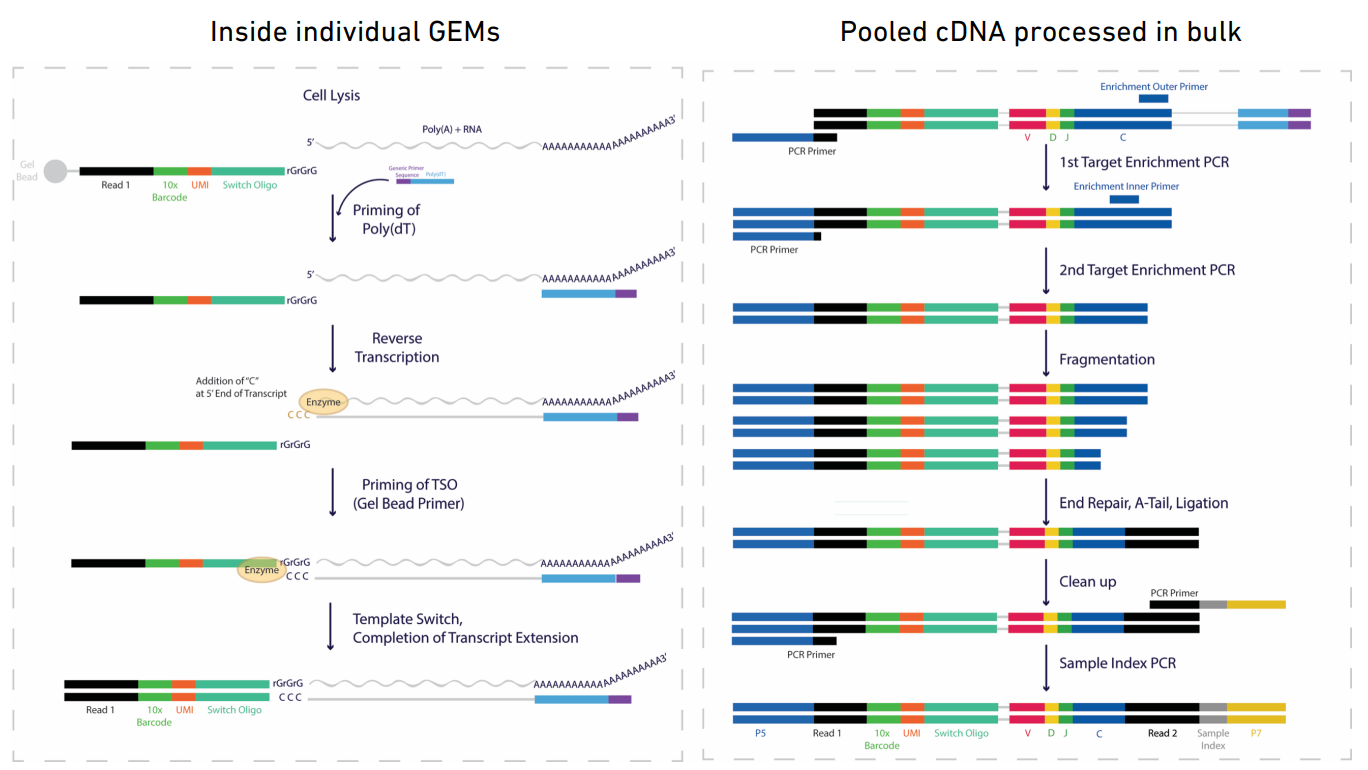 Inside individual GEMs
Cell Lysis
Poly(A) + RNA
5'
AAAAAAAAAAAAAAAAAAAAAA3'
Gel
Bead
rGrGrG
Read 1
10x
Barcode
UMI
Switch Oligo
Generic Primer
Sequence
Poly(dT)
Priming of
Poly(dT)
5'
AAAAAAAAAAAAAAAAAAAAAA3'
rGrGrG
Reverse
Transcription
Addition of "C"
at 5' End of Transcript
Enzyme
AAAAAAAAAAAAAAAAAAAAAA3'
C C C
rGrGrG
Priming of TSO
(Gel Bead Primer)
rGrGrG
AAAAAAAAAAAAAAAAAAAAAA3'
Enzyme
C C C
Template Switch,
Completion of Transcript Extension
rGrGrG
AAAAAAAAAAAAAAAAAAAAAA3'
C C C
Read 1
10x
Barcode
UMI
Switch Oligo
Pooled cDNA processed in bulk
Enrichment Outer Primer
V D J C
PCR Primer
1st Target Enrichment PCR
Enrichment Inner Primer
PCR Primer
2nd Target Enrichment PCR
Fragmentation
End Repair, A-Tail, Ligation
Clean up
PCR Primer
PCR Primer
Sample Index PCR
P5
Read 1
10x
Barcode
UMI
Switch Oligo
V D J C
Read 2
Sample
Index
P7